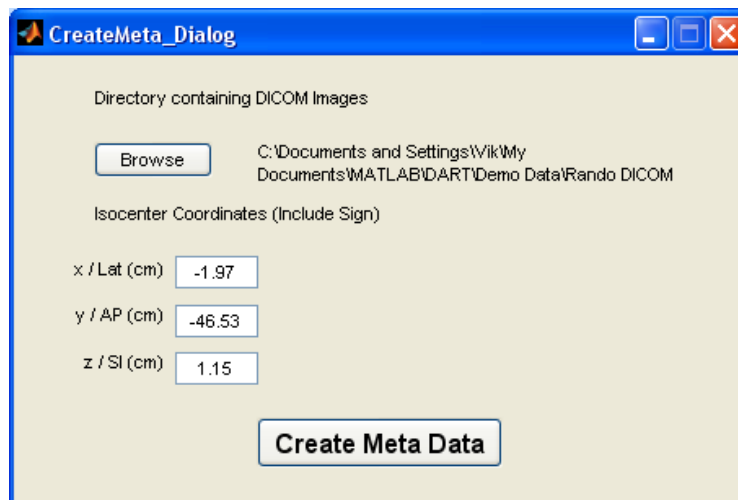 CreateMeta_Dialog
Directory containing DICOM Images
Browse
C:\Documents and Settings\Vik\My
Documents\MATLAB\DART\Demo Data\Rando DICOM
Isocenter Coordinates (Include Sign)
x / Lat (cm) -1.97
y / AP (cm) -46.53
z / SI (cm) 1.15
Create Meta Data